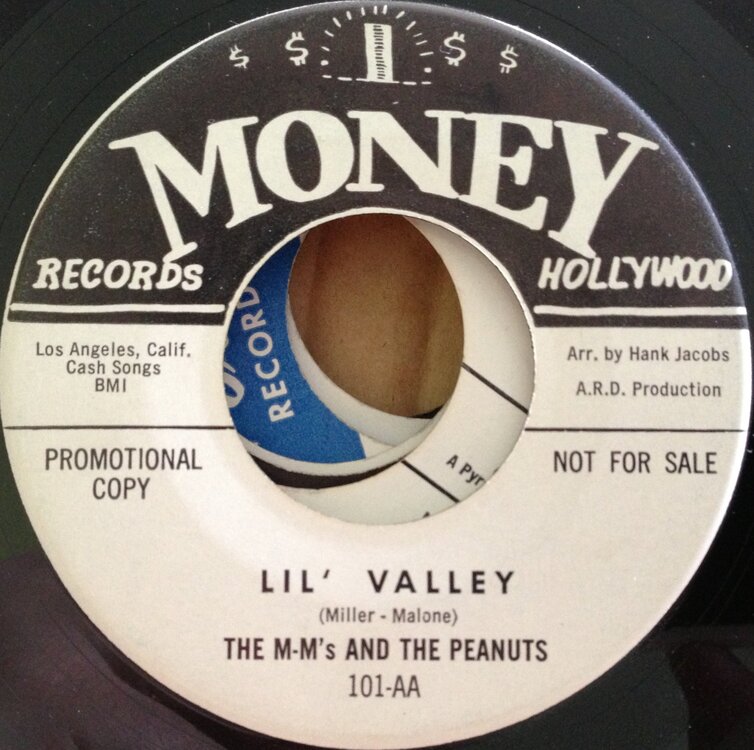 $ $ 1 $ $
MONEY
RECORDS
HOLLYWOOD
Los Angeles, Calif.
Cash Songs
BMI
Arr. by Hank Jacobs
A.R.D. Production
PROMOTIONAL
COPY
NOT FOR SALE
RECORD
A Pyr
LIL' VALLEY
(Miller - Malone)
THE M-M's AND THE PEANUTS
101-AA